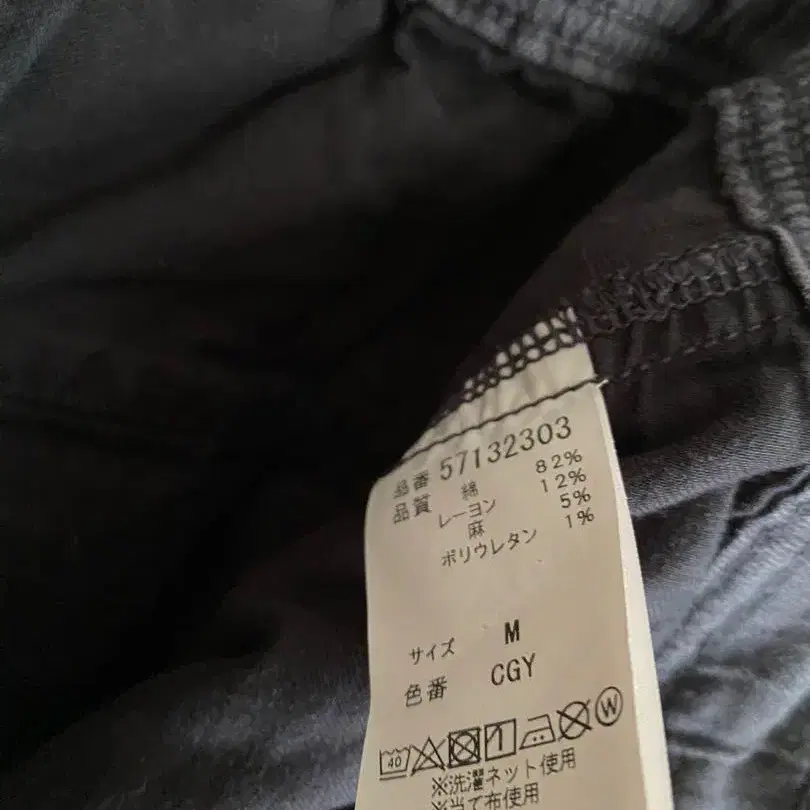 品番 57132303
品質 綿 82%
レーヨン 12%
麻 5%
ポリウレタン 1%
サイズ M
色番 CGY
40 W
※洗濯ネット使用
※当て布使用